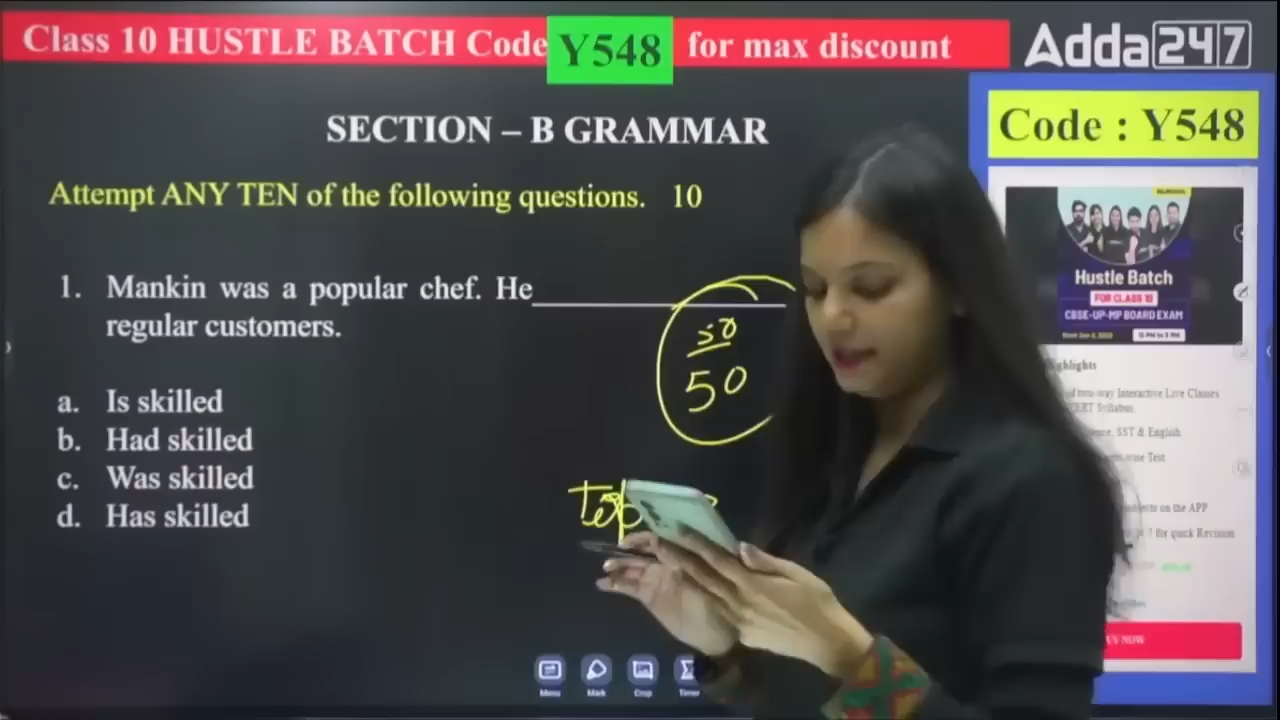 Class 10 HUSTLE BATCH Code Y548 for max discount
Adda247
SECTION – B GRAMMAR
Code : Y548
Attempt ANY TEN of the following questions. 10
1. Mankin was a popular chef. He______________
regular customers.
a. Is skilled
b. Had skilled
c. Was skilled
d. Has skilled
50
50
Hustle Batch
FOR CLASS 10
CBSE-UP-MP BOARD EXAM
Menu
Mark
Crop
Timer